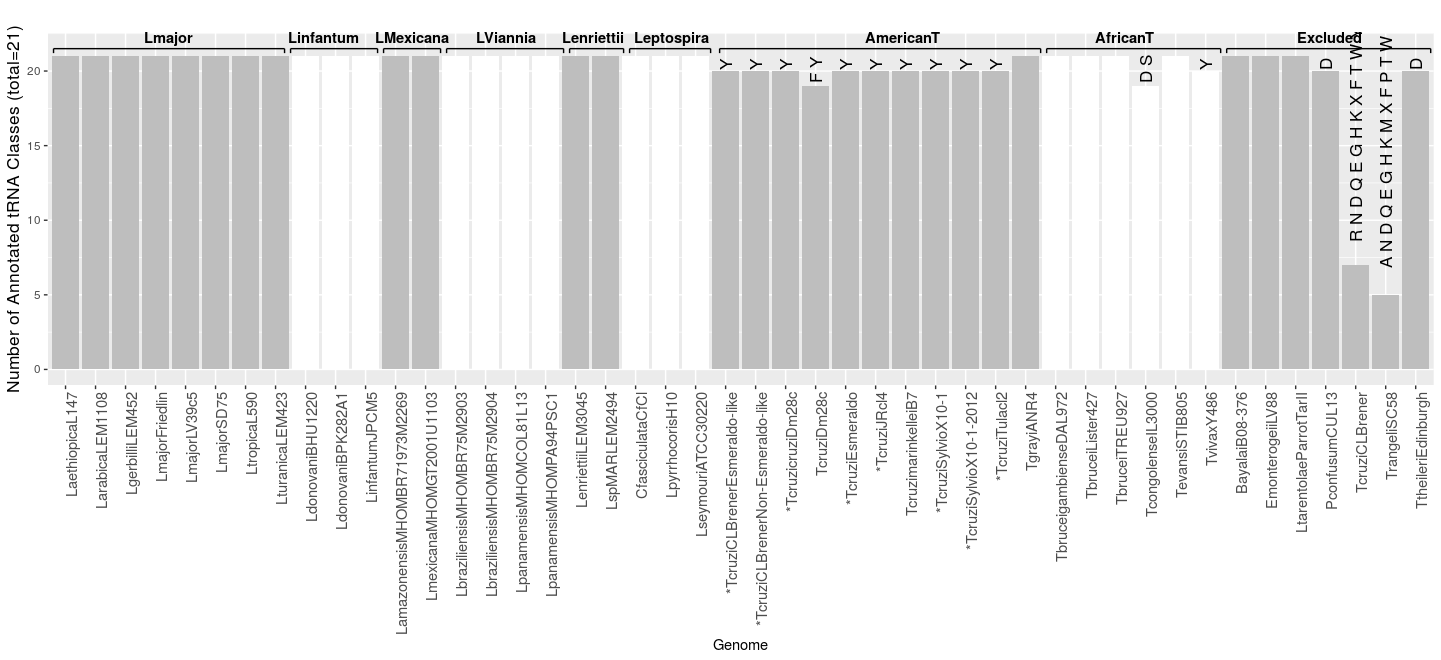 Lmajor Linfantum LMexicana LViannia Lenriettii Leptospira AmericanT AfricanT Excluded
Number of Annotated tRNA Classes (total=21)
20
15
10
5
0
Y
Y
Y
F Y
Y
Y
Y
Y
Y
Y
D S
Y
D
R N D Q E G H K X F T W
A N D Q E G H K M X F P T W
D
LaethiopicaL147
LarabicaLEM1108
LgerbilliLEM452
LmajorFriedlin
LmajorLV39c5
LmajorSD75
LtropicaL590
LturanicaLEM423
LdonovaniBHU1220
LdonovaniBPK282A1
LinfantumJPCM5
LamazonensisMHOMBR71973M2269
LmexicanaMHOMGT2001U1103
LbraziliensisMHOMBR75M2903
LbraziliensisMHOMBR75M2904
LpanamensisMHOMCOL81L13
LpanamensisMHOMPA94PSC1
LenriettiiLEM3045
LspMARLEM2494
CfasciculataCfCl
LpyrrhocorisH10
LseymouriATCC30220
*TcruziCLBrenerEsmeraldo-like
*TcruziCLBrenerNon-Esmeraldo-like
*TcruzicruziDm28c
TcruziDm28c
*TcruziEsmeraldo
*TcruziJRcl4
TcruzimarinkelleiB7
*TcruziSylvioX10-1
*TcruziSylvioX10-1-2012
*TcruziTulacl2
TgrayiANR4
TbruceigambienseDAL972
TbruceiLister427
TbruceiTREU927
TcongolenseIL3000
TevansiSTIB805
TvivaxY486
BayalaiB08-376
EmonterogeiiLV88
LtarentolaeParrotTarII
PconfusumCUL13
TcruziCLBrener
TrangeliSC58
TtheileriEdinburgh
Genome